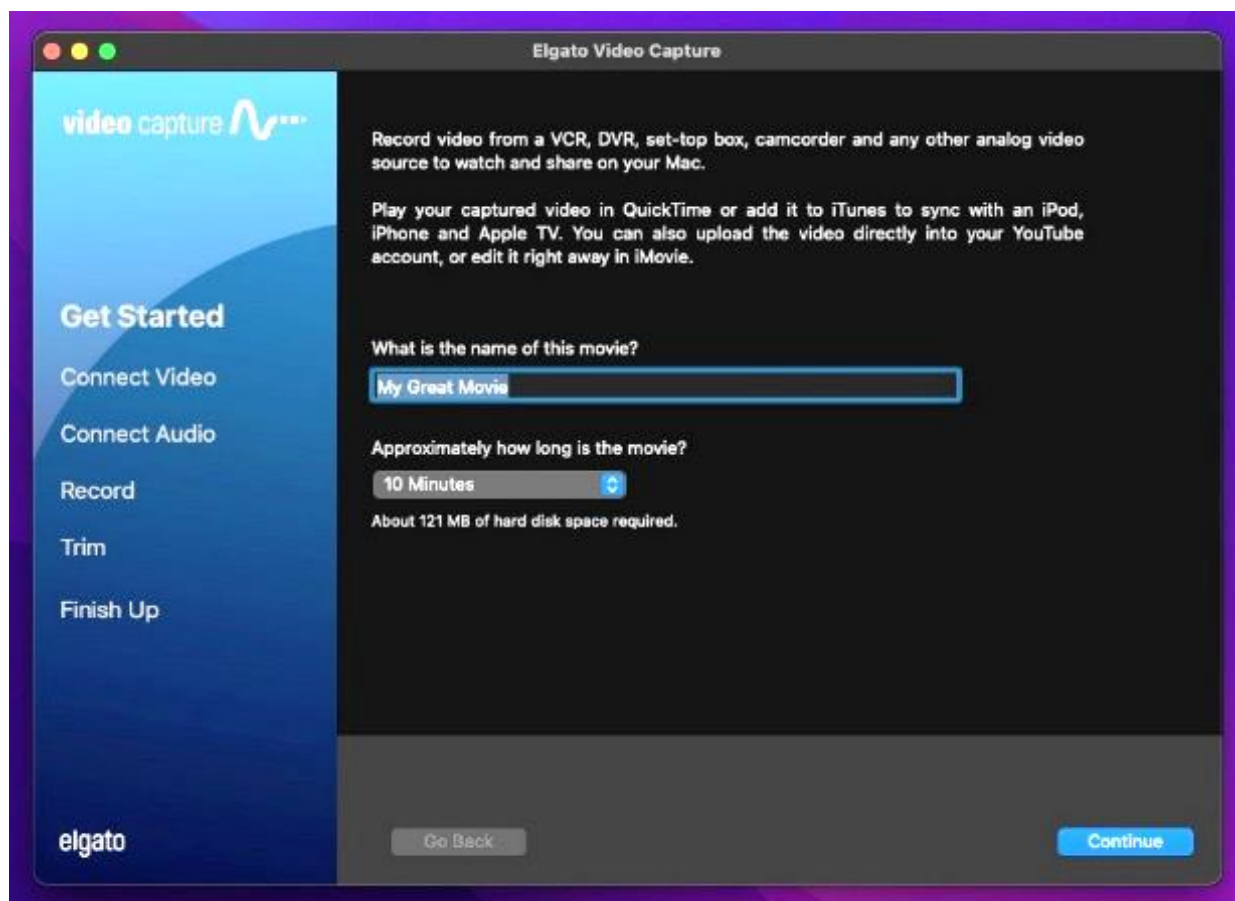 Elgato Video Capture
video capture
Record video from a VCR, DVR, set-top box, camcorder and any other analog video
source to watch and share on your Mac.
Play your captured video in QuickTime or add it to iTunes to sync with an iPod,
iPhone and Apple TV. You can also upload the video directly into your YouTube
account, or edit it right away in iMovie.
Get Started
Connect Video
Connect Audio
Record
Trim
Finish Up
What is the name of this movie?
My Great Movie
Approximately how long is the movie?
10 Minutes
About 121 MB of hard disk space required.
elgato
Go Back
Continue